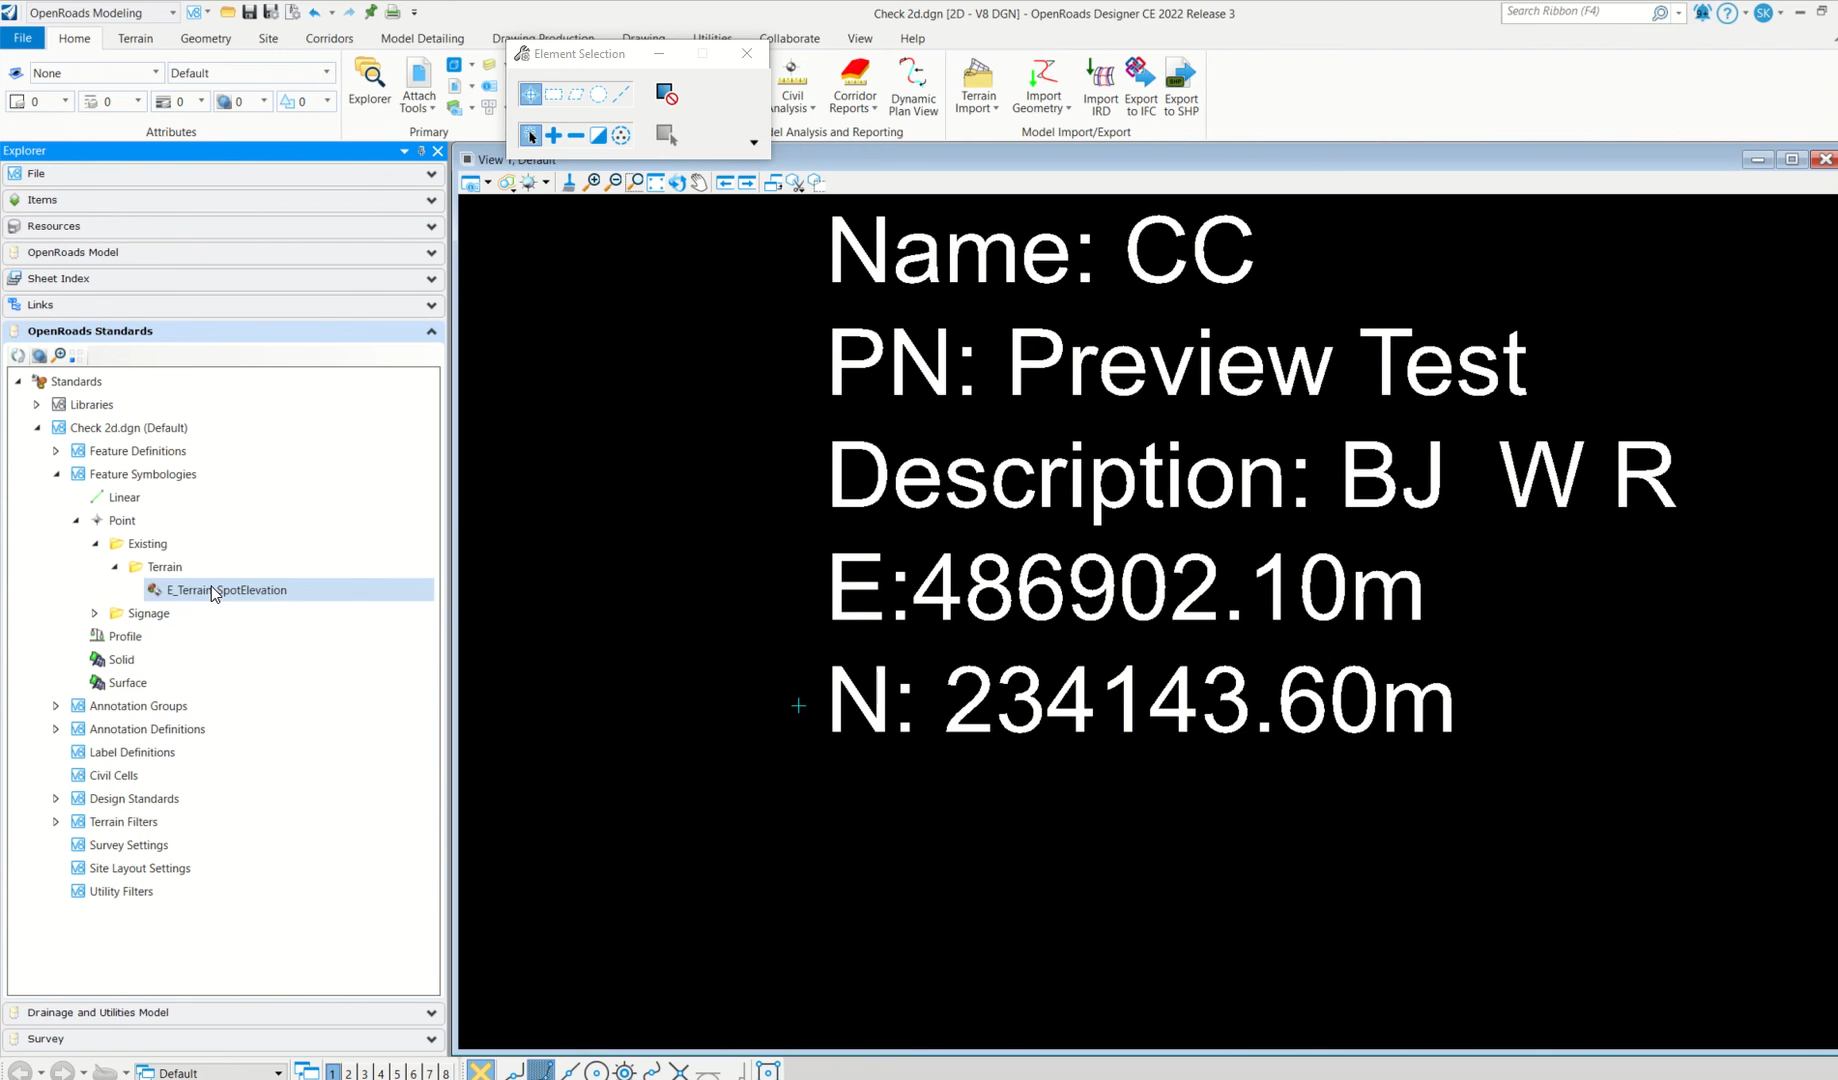 OpenRoads Modeling
Check 2d.dgn [2D - V8 DGN] - OpenRoads Designer CE 2022 Release 3
Search Ribbon (F4)
SK
File Home Terrain Geometry Site Corridors Model Detailing Drawing Production Drawing Utilities Collaborate View Help
None Default
0 0 0 0 0
Attributes
Explorer
Attach Tools
Primary
Element Selection
Civil Analysis
Corridor Reports
Dynamic Plan View
Terrain Import
Import Geometry
Import IRD
Export to IFC
Export to SHP
Model Import/Export
Explorer
File
Items
Resources
OpenRoads Model
Sheet Index
Links
OpenRoads Standards
Standards
Libraries
Check 2d.dgn (Default)
Feature Definitions
Feature Symbologies
Linear
Point
Existing
Terrain
E_Terrain_SpotElevation
Signage
Profile
Solid
Surface
Annotation Groups
Annotation Definitions
Label Definitions
Civil Cells
Design Standards
Terrain Filters
Survey Settings
Site Layout Settings
Utility Filters
Drainage and Utilities Model
Survey
View 1, Default
Name: CC
PN: Preview Test
Description: BJ  W R
E:486902.10m
N: 234143.60m
Default
1 2 3 4 5 6 7 8